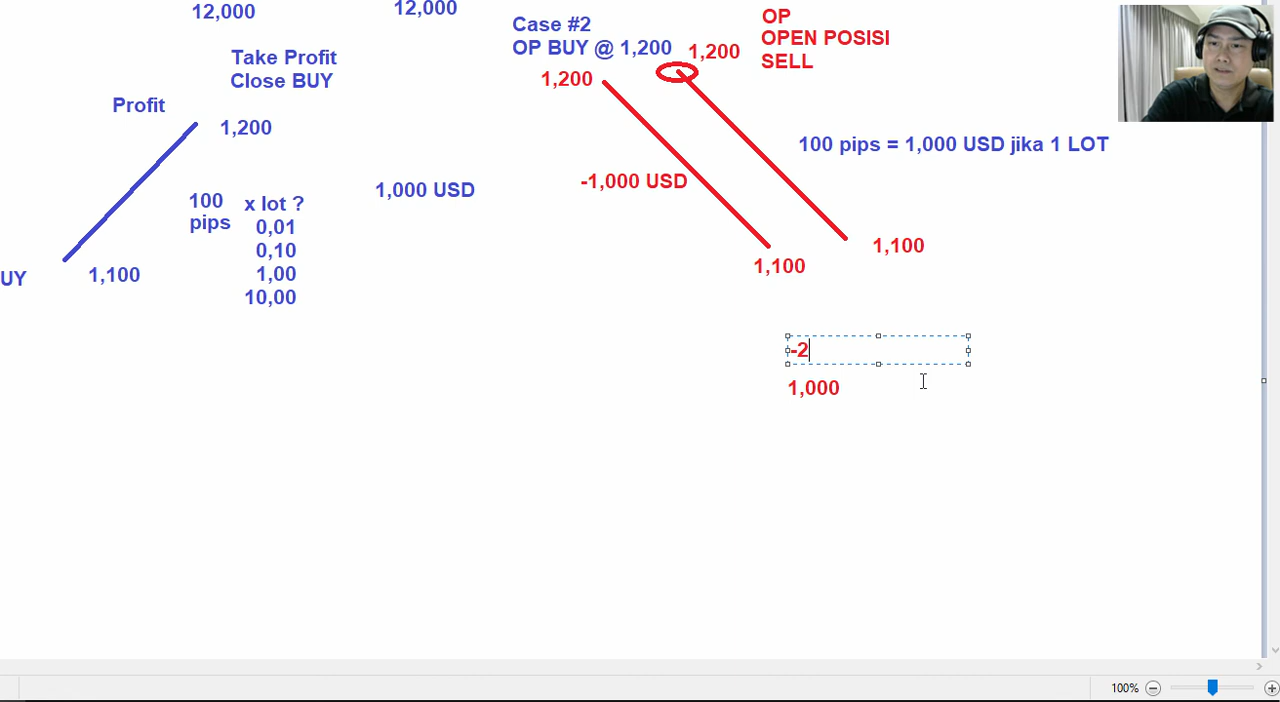 12,000
12,000
Take Profit
Close BUY
Profit
1,200
100
pips
x lot ?
0,01
0,10
1,00
10,00
1,000 USD
UY
1,100
Case #2
OP BUY @ 1,200
1,200
1,200
OP
OPEN POSISI
SELL
100 pips = 1,000 USD jika 1 LOT
-1,000 USD
1,100
1,100
-2
1,000
100%